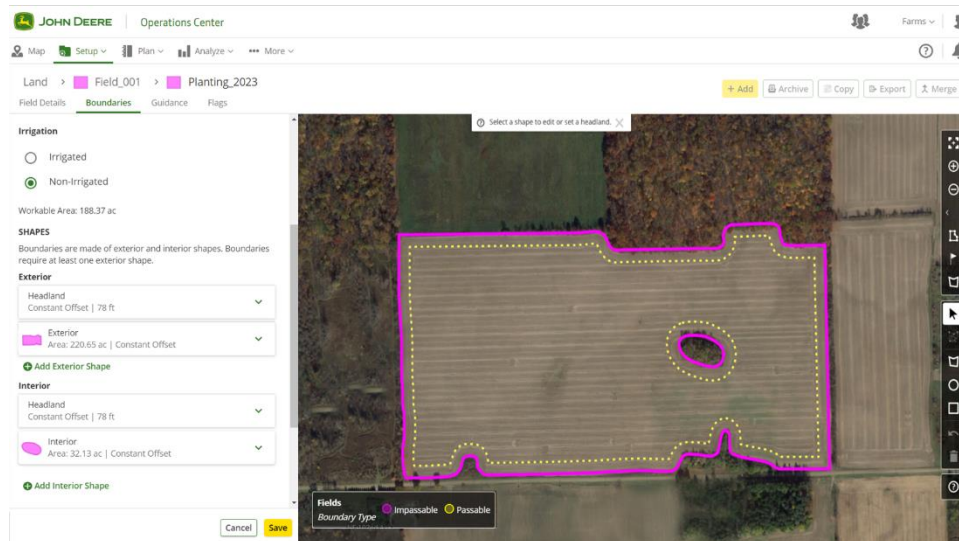 JOHN DEERE Operations Center Farms
Map Setup Plan Analyze More
Land > Field_001 > Planting_2023
+ Add Archive Copy Export Merge
Field Details Boundaries Guidance Flags
Select a shape to edit or set a headland.
Irrigation
Irrigated
Non-Irrigated
Workable Area: 188.37 ac
SHAPES
Boundaries are made of exterior and interior shapes. Boundaries
require at least one exterior shape.
Exterior
Headland
Constant Offset | 78 ft
Exterior
Area: 220.65 ac | Constant Offset
Add Exterior Shape
Interior
Headland
Constant Offset | 78 ft
Interior
Area: 32.13 ac | Constant Offset
Add Interior Shape
Cancel Save
Fields
Boundary Type Impassable Passable